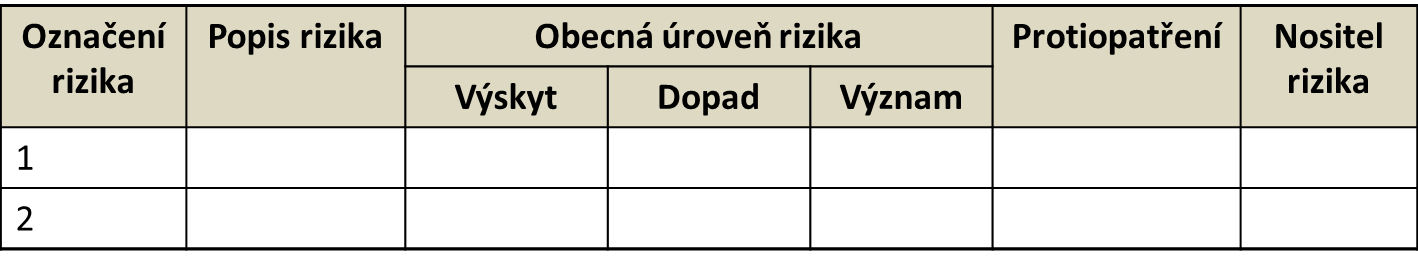 Označení
rizika
Popis rizika
Obecná úroveň rizika
Výskyt
Dopad
Význam
Protiopatření
Nositel
rizika
1
2